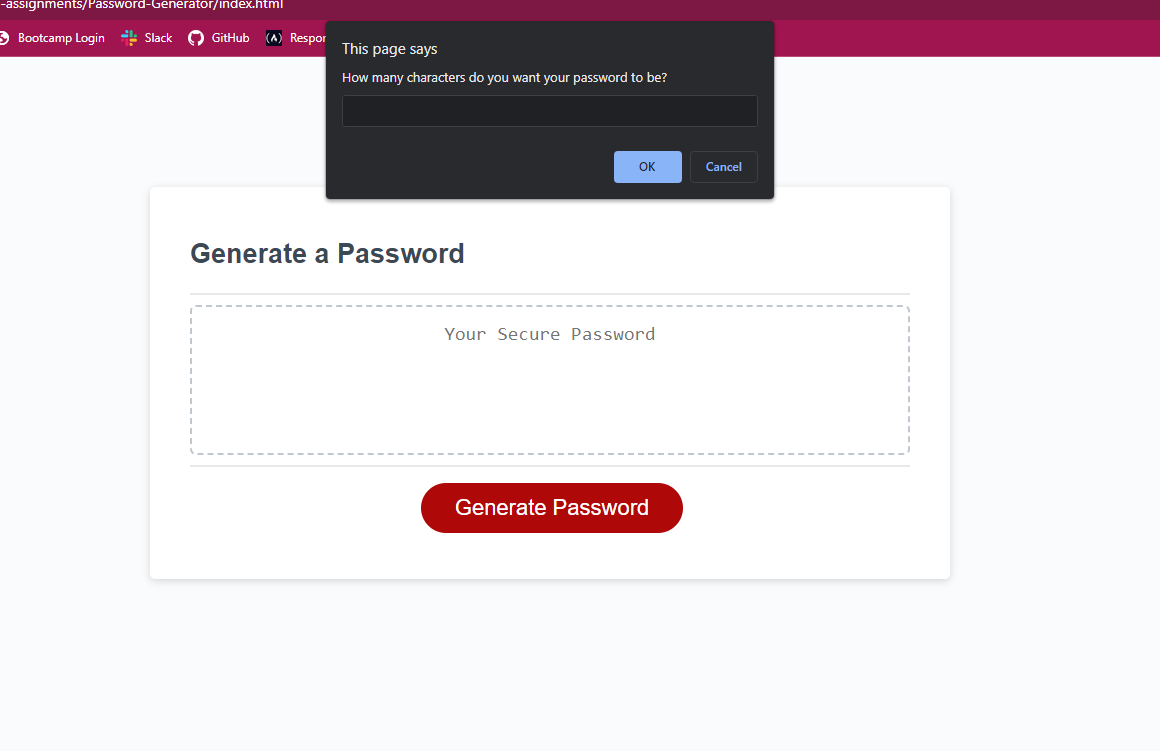 -assignments/Password-Generator/index.html
Bootcamp Login Slack GitHub Respon
This page says
How many characters do you want your password to be?
OK Cancel
Generate a Password
Your Secure Password
Generate Password